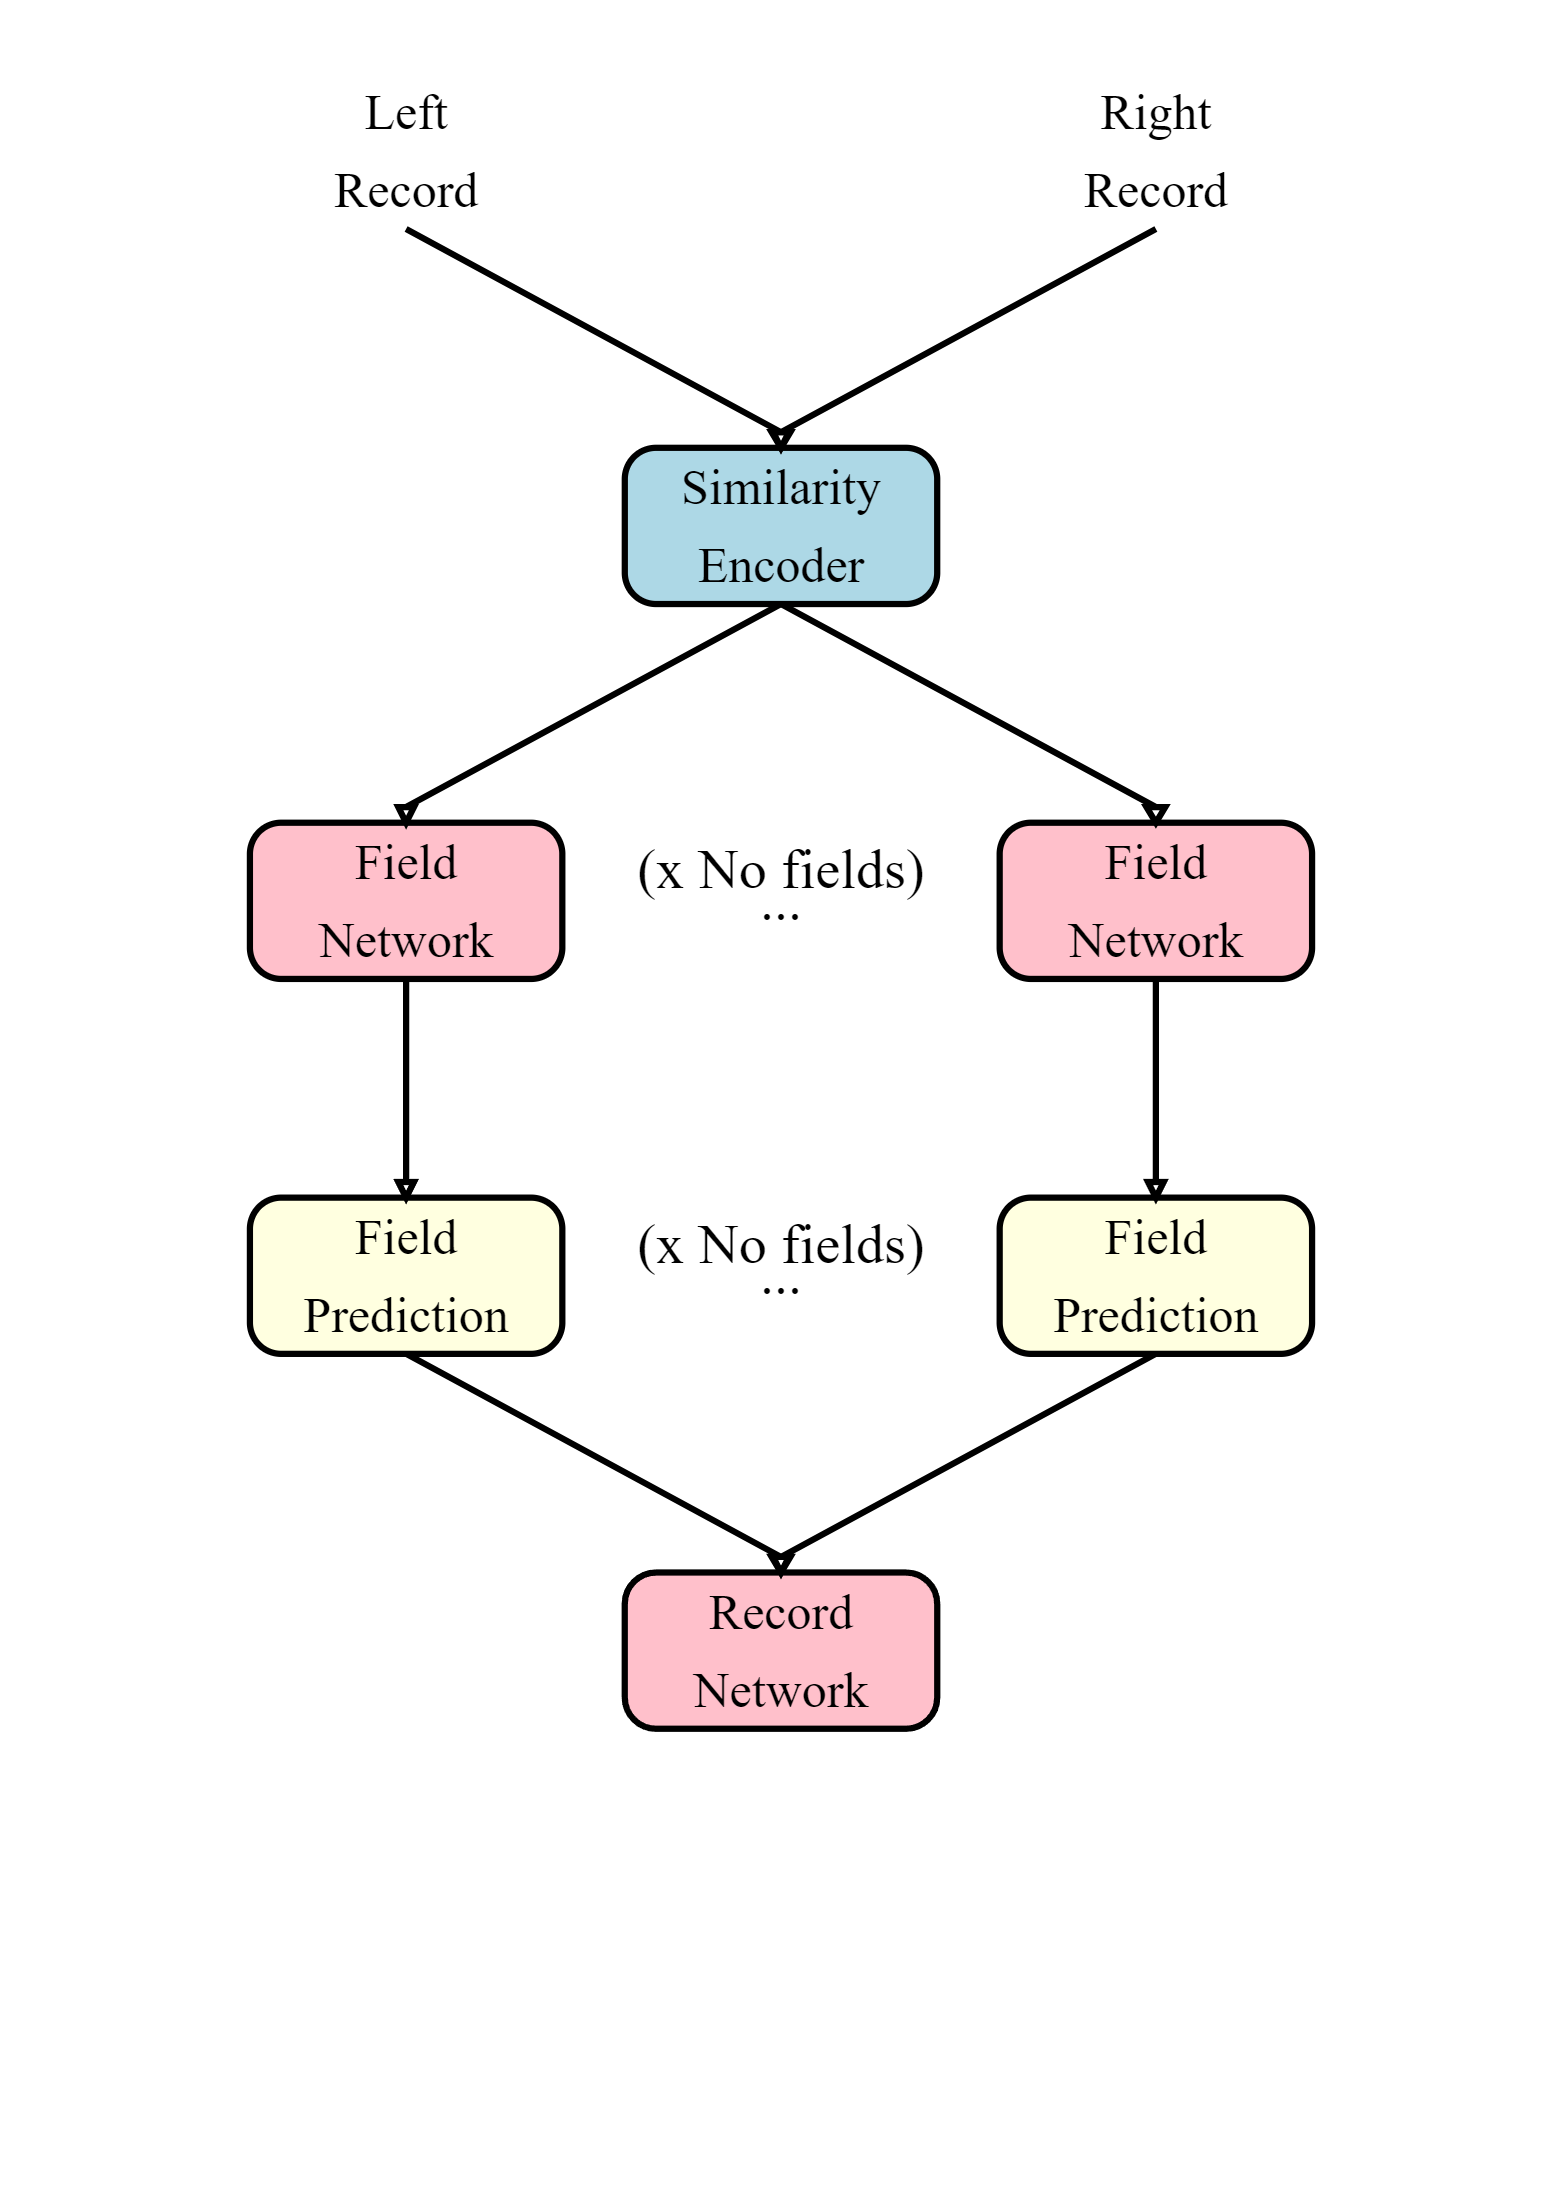 Left
Record
Right
Record
Similarity
Encoder
Field
Network
(x No fields)
...
Field
Network
Field
Prediction
(x No fields)
...
Field
Prediction
Record
Network